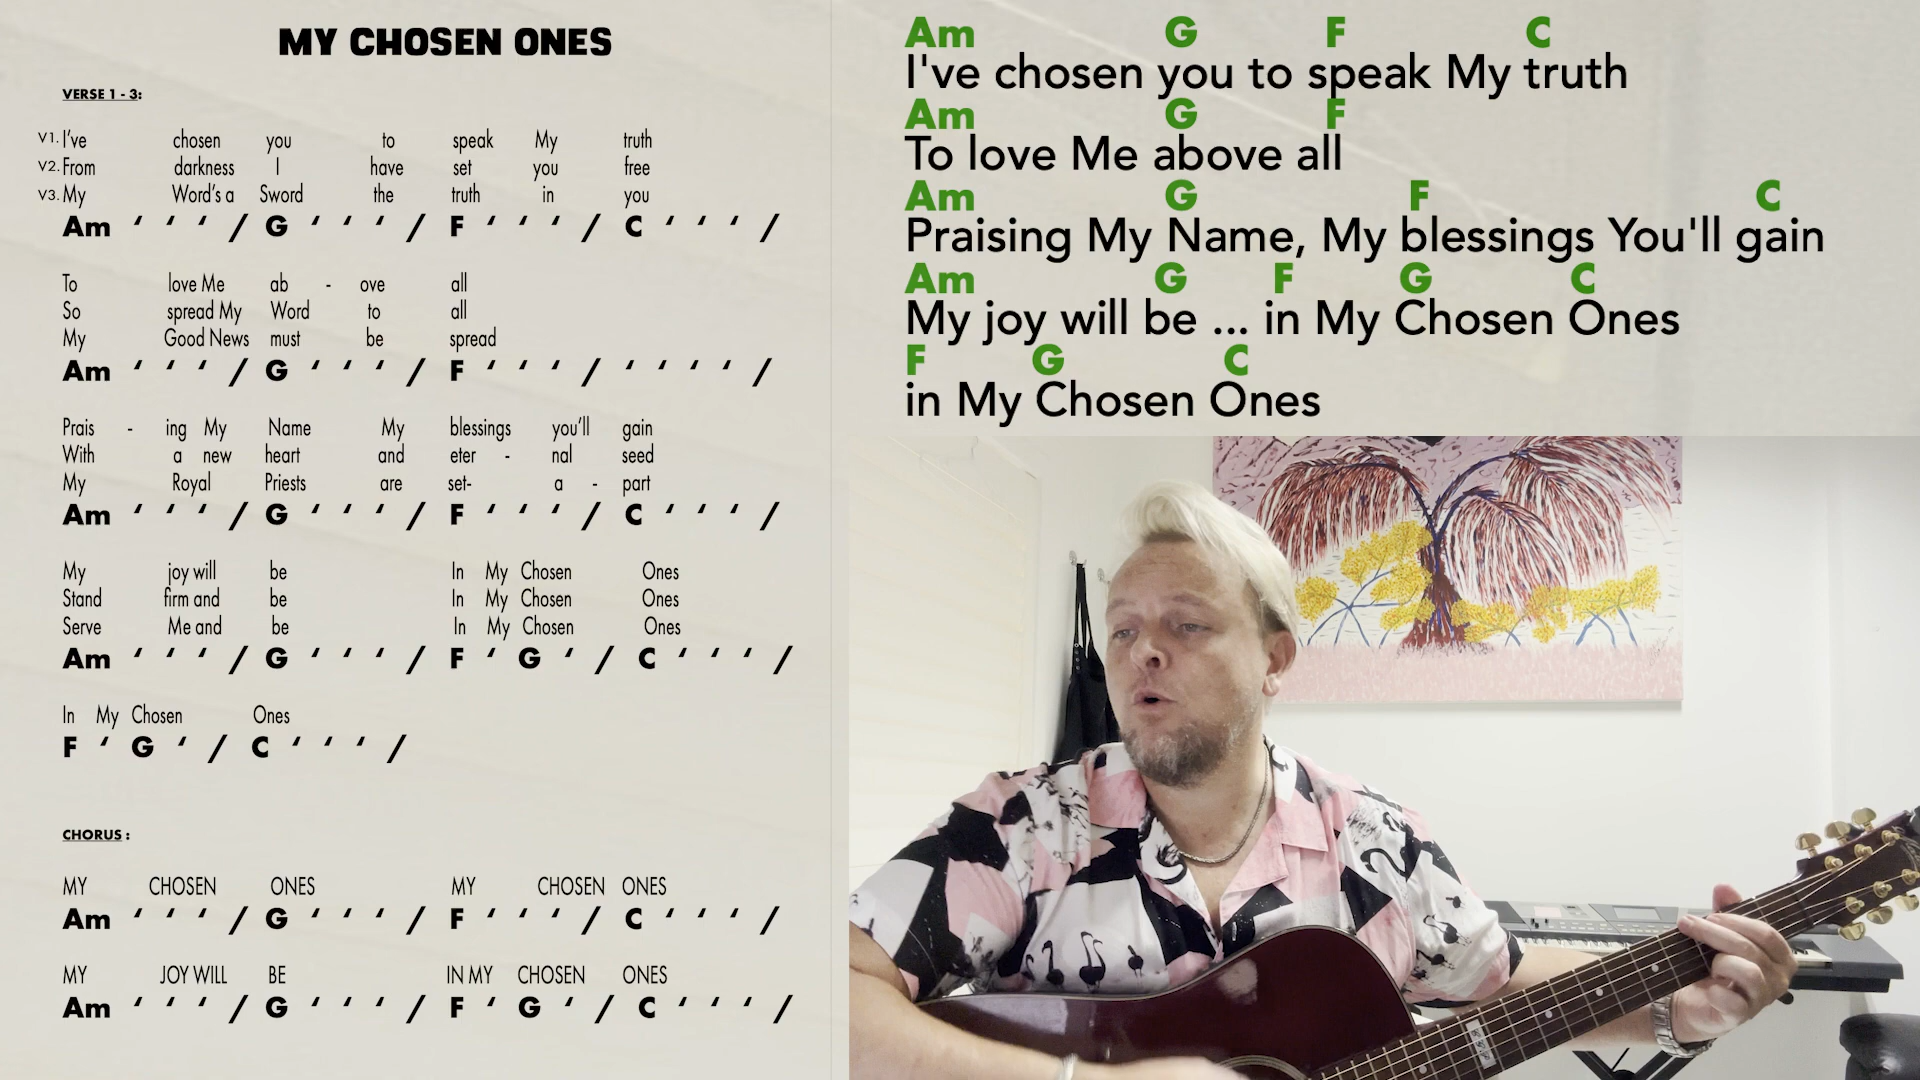 MY CHOSEN ONES
VERSE 1 - 3:
V1. I've chosen you to speak My truth
V2. From darkness I have set you free
V3. My Word's a Sword the truth in you
Am ‘ ‘ ‘ / G ‘ ‘ ‘ / F ‘ ‘ ‘ / C ‘ ‘ ‘ /
To love Me ab - ove all
So spread My Word to all
My Good News must be spread
Am ‘ ‘ ‘ / G ‘ ‘ ‘ / F ‘ ‘ ‘ / ‘ ‘ ‘ ‘ /
Prais - ing My Name My blessings you'll gain
With a new heart and eter - nal seed
My Royal Priests are set- a - part
Am ‘ ‘ ‘ / G ‘ ‘ ‘ / F ‘ ‘ ‘ / C ‘ ‘ ‘ /
My joy will be In My Chosen Ones
Stand firm and be In My Chosen Ones
Serve Me and be In My Chosen Ones
Am ‘ ‘ ‘ / G ‘ ‘ ‘ / F ‘ G ‘ / C ‘ ‘ ‘ /
In My Chosen Ones
F ‘ G ‘ / C ‘ ‘ ‘ /
CHORUS :
MY CHOSEN ONES MY CHOSEN ONES
Am ‘ ‘ ‘ / G ‘ ‘ ‘ / F ‘ ‘ ‘ / C ‘ ‘ ‘ /
MY JOY WILL BE IN MY CHOSEN ONES
Am ‘ ‘ ‘ / G ‘ ‘ ‘ / F ‘ G ‘ / C ‘ ‘ ‘ /
Am G F C
I've chosen you to speak My truth
Am G F
To love Me above all
Am G F C
Praising My Name, My blessings You'll gain
Am G F G C
My joy will be ... in My Chosen Ones
F G C
in My Chosen Ones